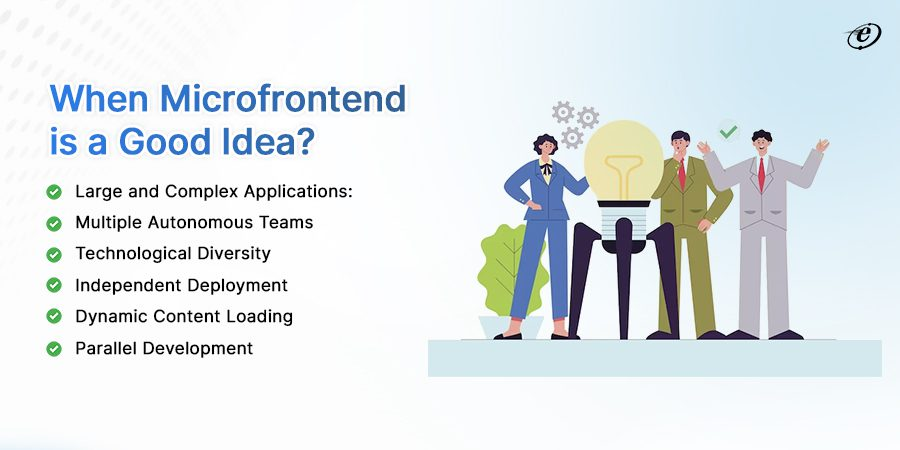 When Microfrontend
is a Good Idea?
Large and Complex Applications:
Multiple Autonomous Teams
Technological Diversity
Independent Deployment
Dynamic Content Loading
Parallel Development
e